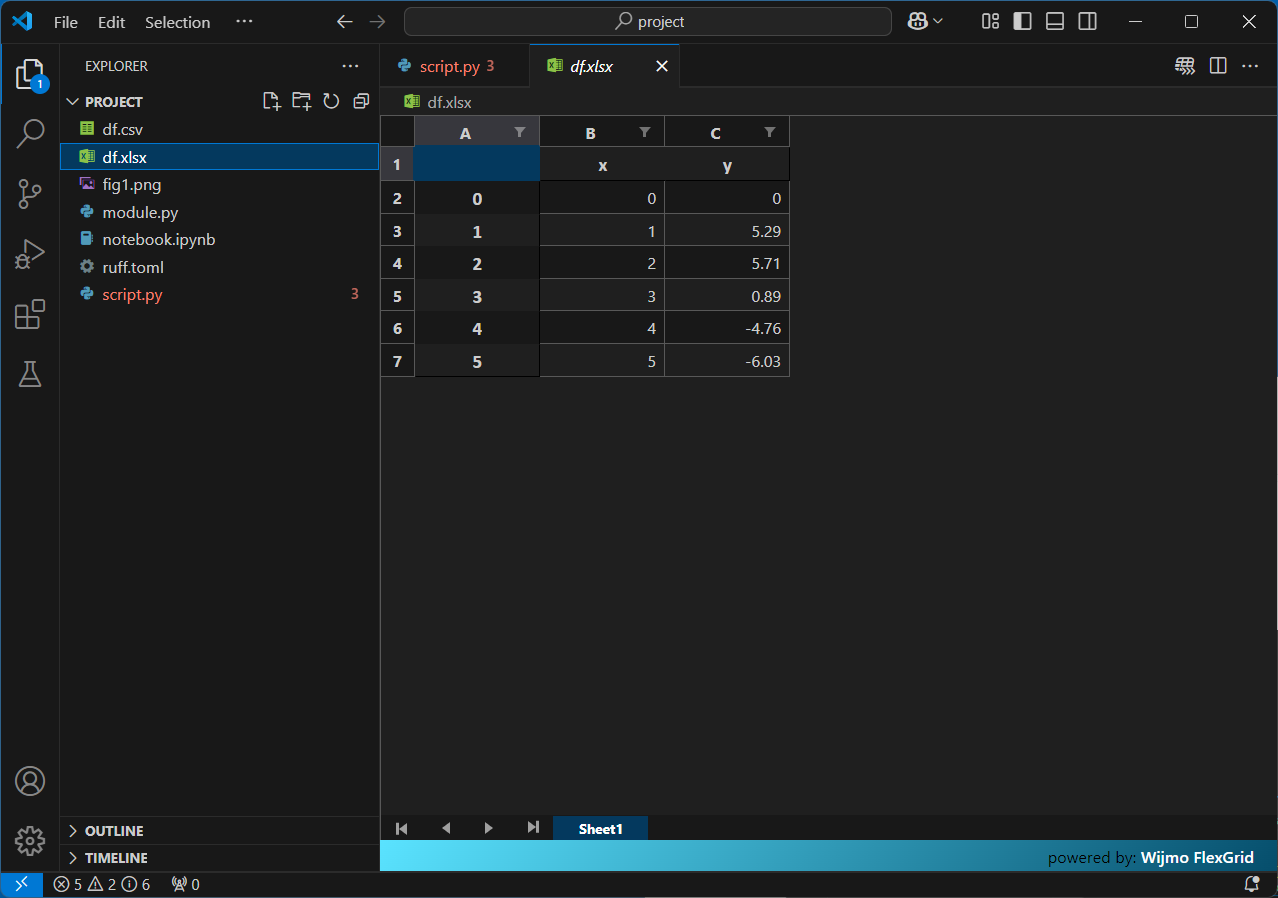 File Edit Selection ··· project
EXPLORER ···
script.py 3 df.xlsx
1
PROJECT
df.xlsx
df.csv
df.xlsx
fig1.png
module.py
notebook.ipynb
ruff.toml
script.py 3
A B C
1 x y
2 0 0 0
3 1 1 5.29
4 2 2 5.71
5 3 3 0.89
6 4 4 -4.76
7 5 5 -6.03
OUTLINE
TIMELINE
Sheet1
powered by: Wijmo FlexGrid
5 2 6 0